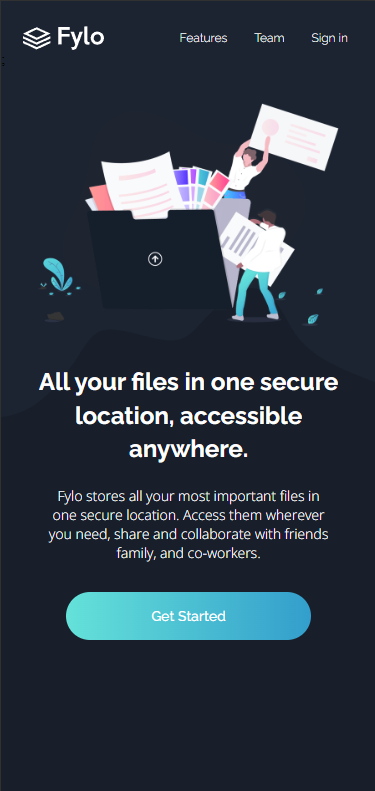 Fylo
Features
Team
Sign in
;
All your files in one secure
location, accessible
anywhere.
Fylo stores all your most important files in
one secure location. Access them wherever
you need, share and collaborate with friends
family, and co-workers.
Get Started